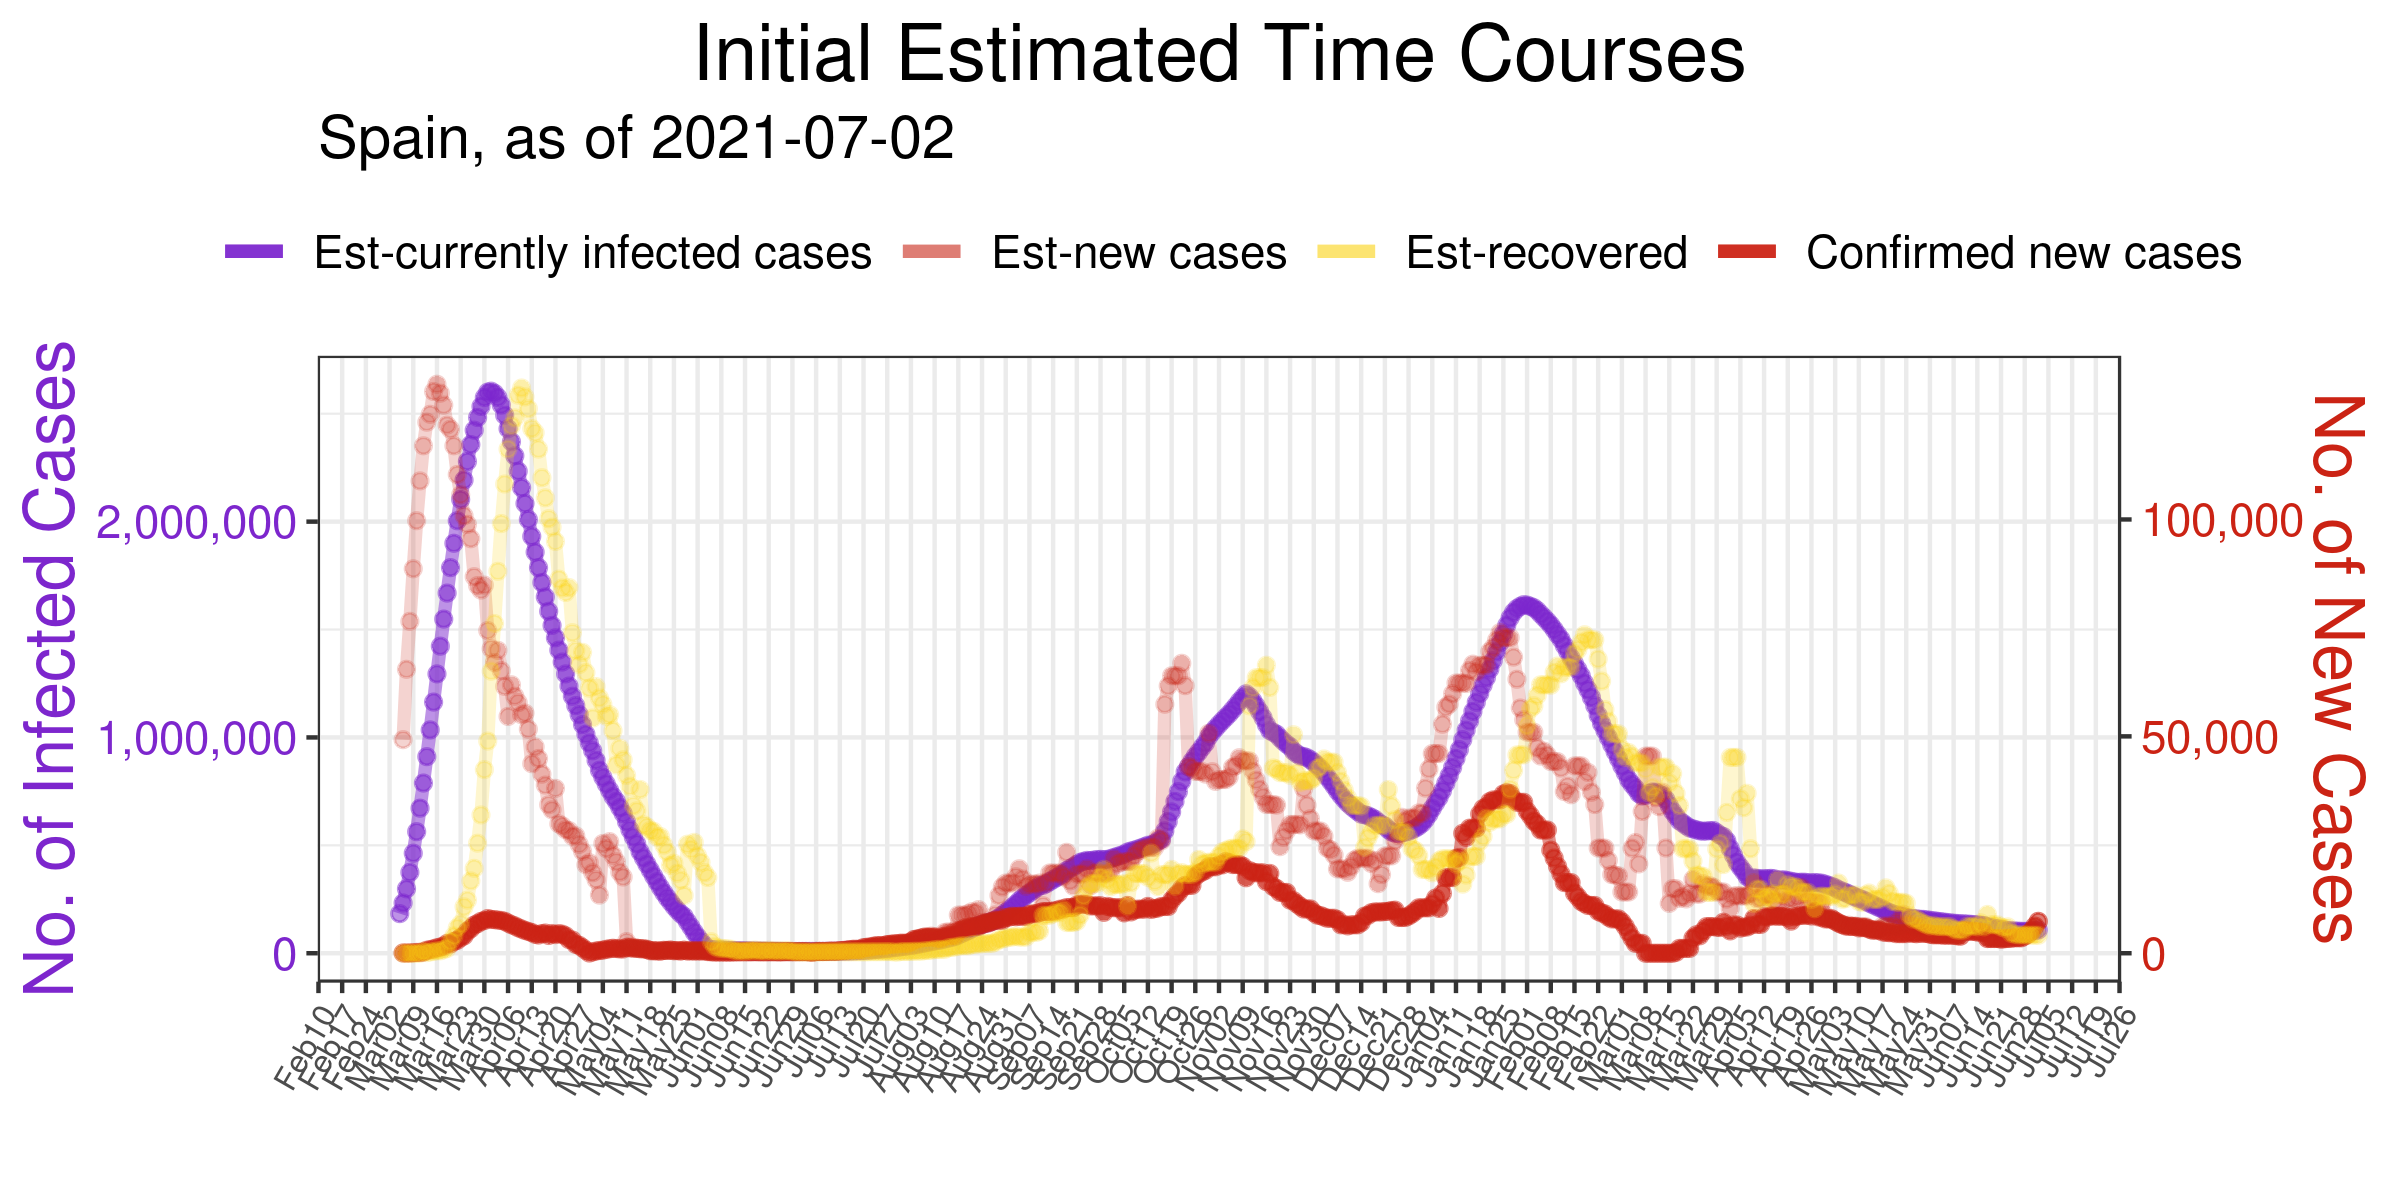 Initial Estimated Time Courses
Spain, as of 2021-07-02
Est-currently infected cases
Est-new cases
Est-recovered
Confirmed new cases
No. of Infected Cases
2,000,000
1,000,000
0
100,000
50,000
0
No. of New Cases
Feb10
Feb17
Feb24
Mar02
Mar09
Mar16
Mar23
Mar30
Apr06
Apr13
Apr20
Apr27
May04
May11
May18
May25
Jun01
Jun08
Jun15
Jun22
Jun29
Jul06
Jul13
Jul20
Jul27
Aug03
Aug10
Aug17
Aug24
Aug31
Sep07
Sep14
Sep21
Sep28
Oct05
Oct12
Oct19
Oct26
Nov02
Nov09
Nov16
Nov23
Nov30
Dec07
Dec14
Dec21
Dec28
Jan04
Jan11
Jan18
Jan25
Feb01
Feb08
Feb15
Feb22
Mar01
Mar08
Mar15
Mar22
Mar29
Apr05
Apr12
Apr19
Apr26
May03
May10
May17
May24
May31
Jun07
Jun14
Jun21
Jun28
Jul05
Jul12
Jul19
Jul26